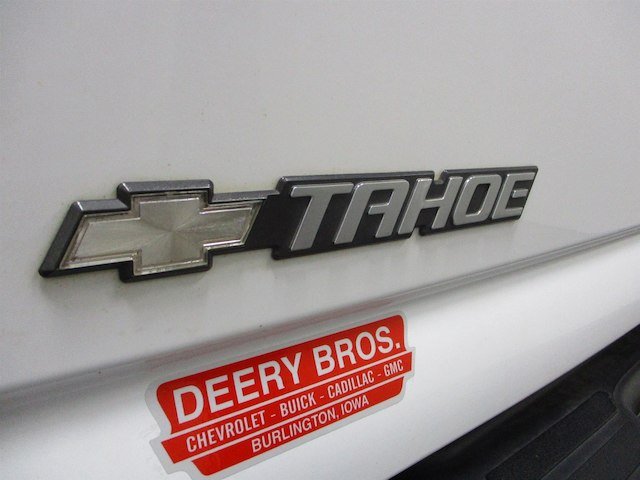 TAHOE
DEERY BROS.
CHEVROLET - BUICK - CADILLAC - GMC
BURLINGTON, IOWA